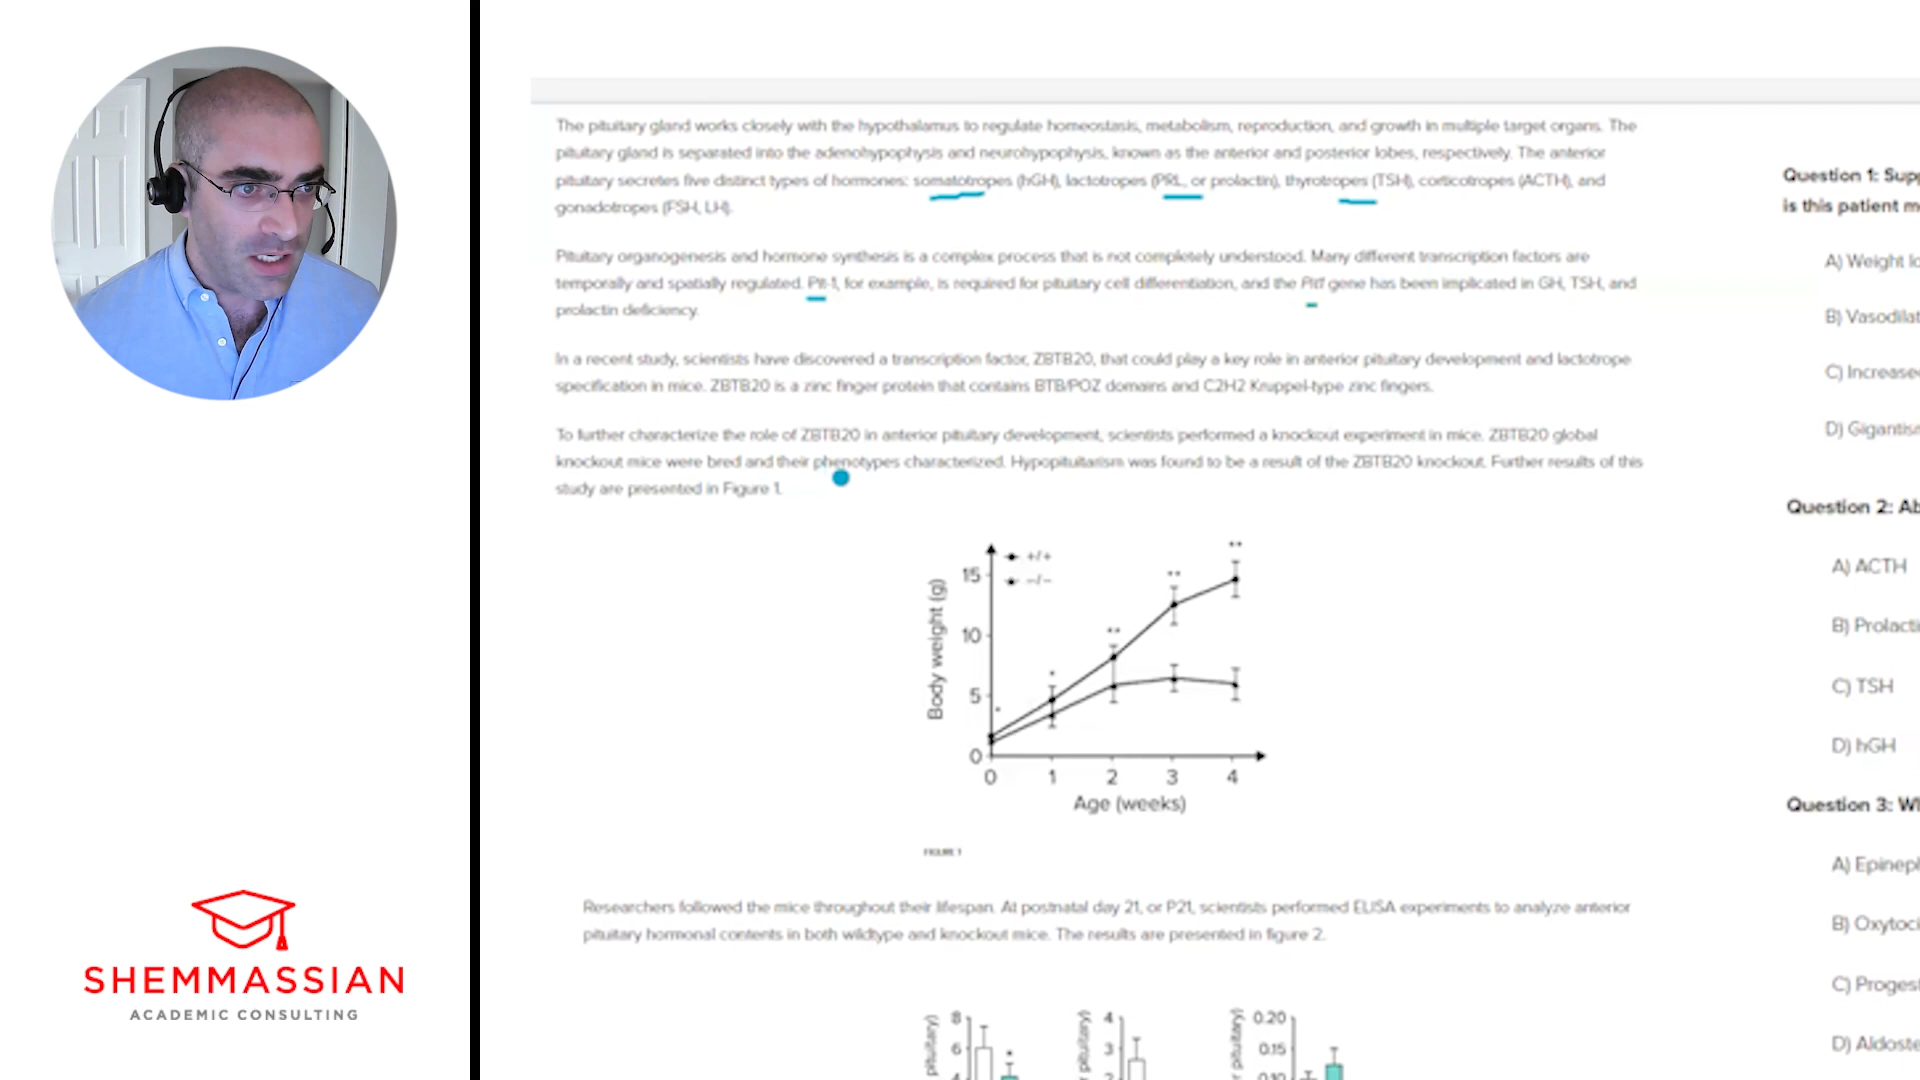 The pituitary gland works closely with the hypothalamus to regulate homeostasis, metabolism, reproduction, and growth in multiple target organs. The
pituitary gland is separated into the adenohypophysis and neurohypophysis, known as the anterior and posterior lobes, respectively. The anterior
pituitary secretes five distinct types of hormones: somatotropes (hGH), lactotropes (PRL, or prolactin), thyrotropes (TSH), corticotropes (ACTH), and
gonadotropes (FSH, LH).
Pituitary organogenesis and hormone synthesis is a complex process that is not completely understood. Many different transcription factors are
temporally and spatially regulated. Pit-1, for example, is required for pituitary cell differentiation, and the Pit1 gene has been implicated in GH, TSH, and
prolactin deficiency.
In a recent study, scientists have discovered a transcription factor, ZBTB20, that could play a key role in anterior pituitary development and lactotrope
specification in mice. ZBTB20 is a zinc finger protein that contains BTB/POZ domains and C2H2 Kruppel-type zinc fingers.
To further characterize the role of ZBTB20 in anterior pituitary development, scientists performed a knockout experiment in mice. ZBTB20 global
knockout mice were bred and their phenotypes characterized. Hypopituitarism was found to be a result of the ZBTB20 knockout. Further results of this
study are presented in Figure 1.
+/+
-/-
Body weight (g)
15
10
5
0
0 1 2 3 4
Age (weeks)
* * ** ** **
FIGURE 1
Researchers followed the mice throughout their lifespan. At postnatal day 21, or P21, scientists performed ELISA experiments to analyze anterior
pituitary hormonal contents in both wildtype and knockout mice. The results are presented in figure 2.
pituitary)
8
6
4
*
r pituitary)
4
3
2
r pituitary)
0.20
0.15
0.10
Question 1: Supp
is this patient m
A) Weight lo
B) Vasodilat
C) Increased
D) Gigantism
Question 2: Ab
A) ACTH
B) Prolacti
C) TSH
D) hGH
Question 3: Wh
A) Epineph
B) Oxytoci
C) Progest
D) Aldoste
SHEMMASSIAN
ACADEMIC CONSULTING